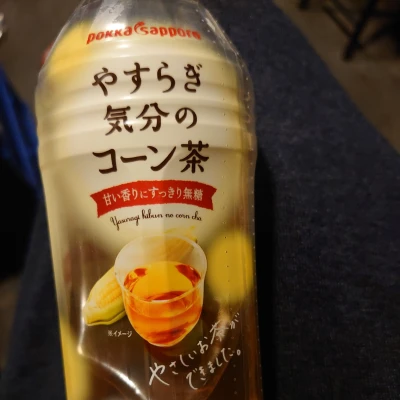 pokka sapporo
やすらぎ
気分の
コーン茶
甘い香りにすっきり無糖
Yasuragi kibun no corn cha
※イメージ
やさしいお茶が
できました。